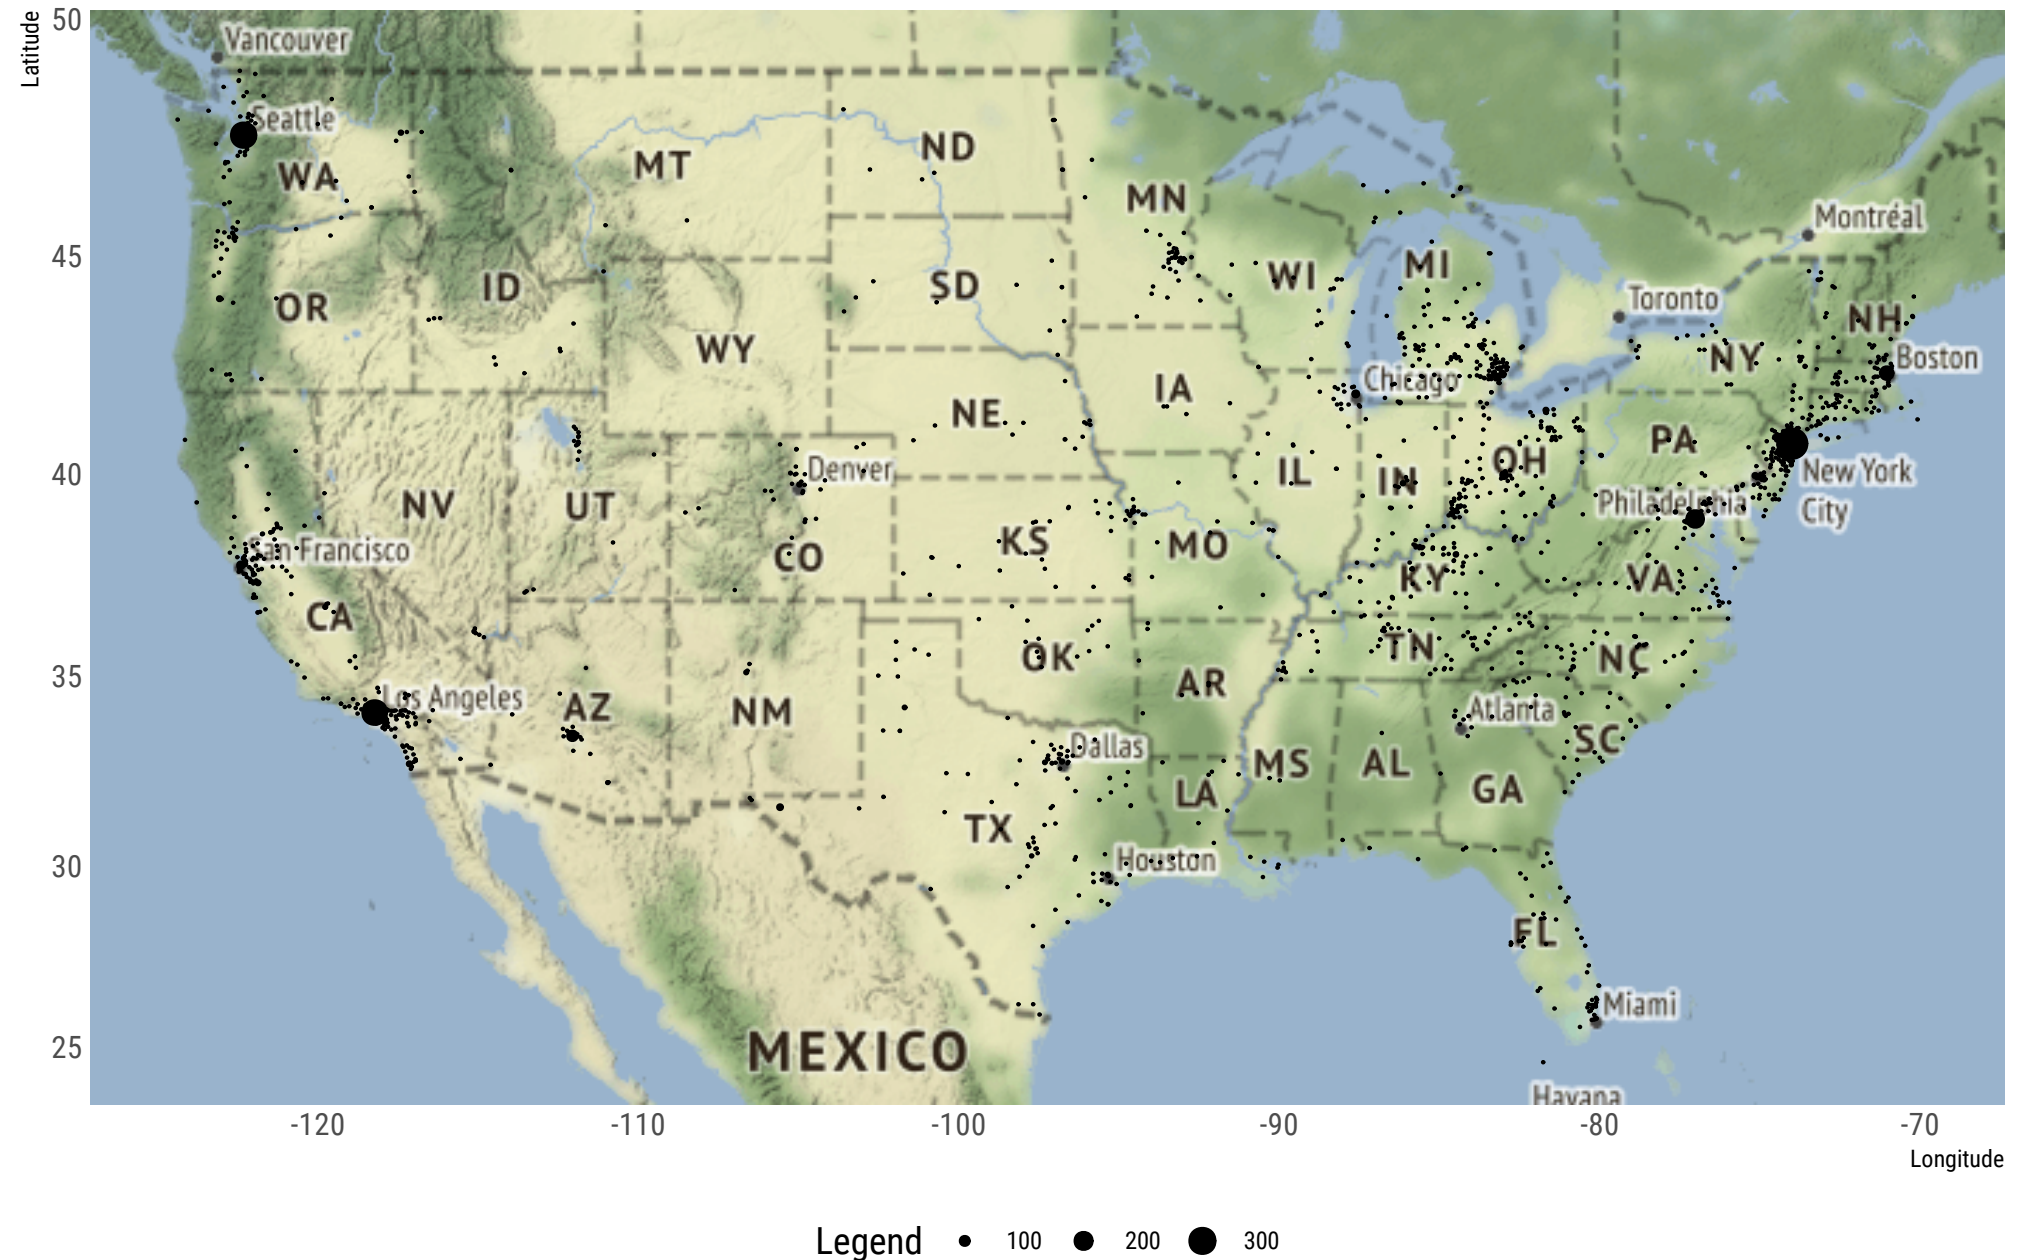 50
Latitude
Vancouver
Seattle
WA
MT
ND
MN
Montréal
45
OR
ID
SD
WI
MI
Toronto
NH
WY
NY
Boston
IA
Chicago
NE
PA
40
Denver
IL
IN
OH
New York
City
NV
UT
Philadelphia
San Francisco
CO
KS
MO
KY
VA
CA
35
OK
TN
NC
AR
Los Angeles
AZ
NM
Atlanta
SC
Dallas
MS
AL
GA
LA
TX
30
Houston
FL
Miami
25
MEXICO
Havana
-120
-110
-100
-90
-80
-70
Longitude
Legend 100 200 300